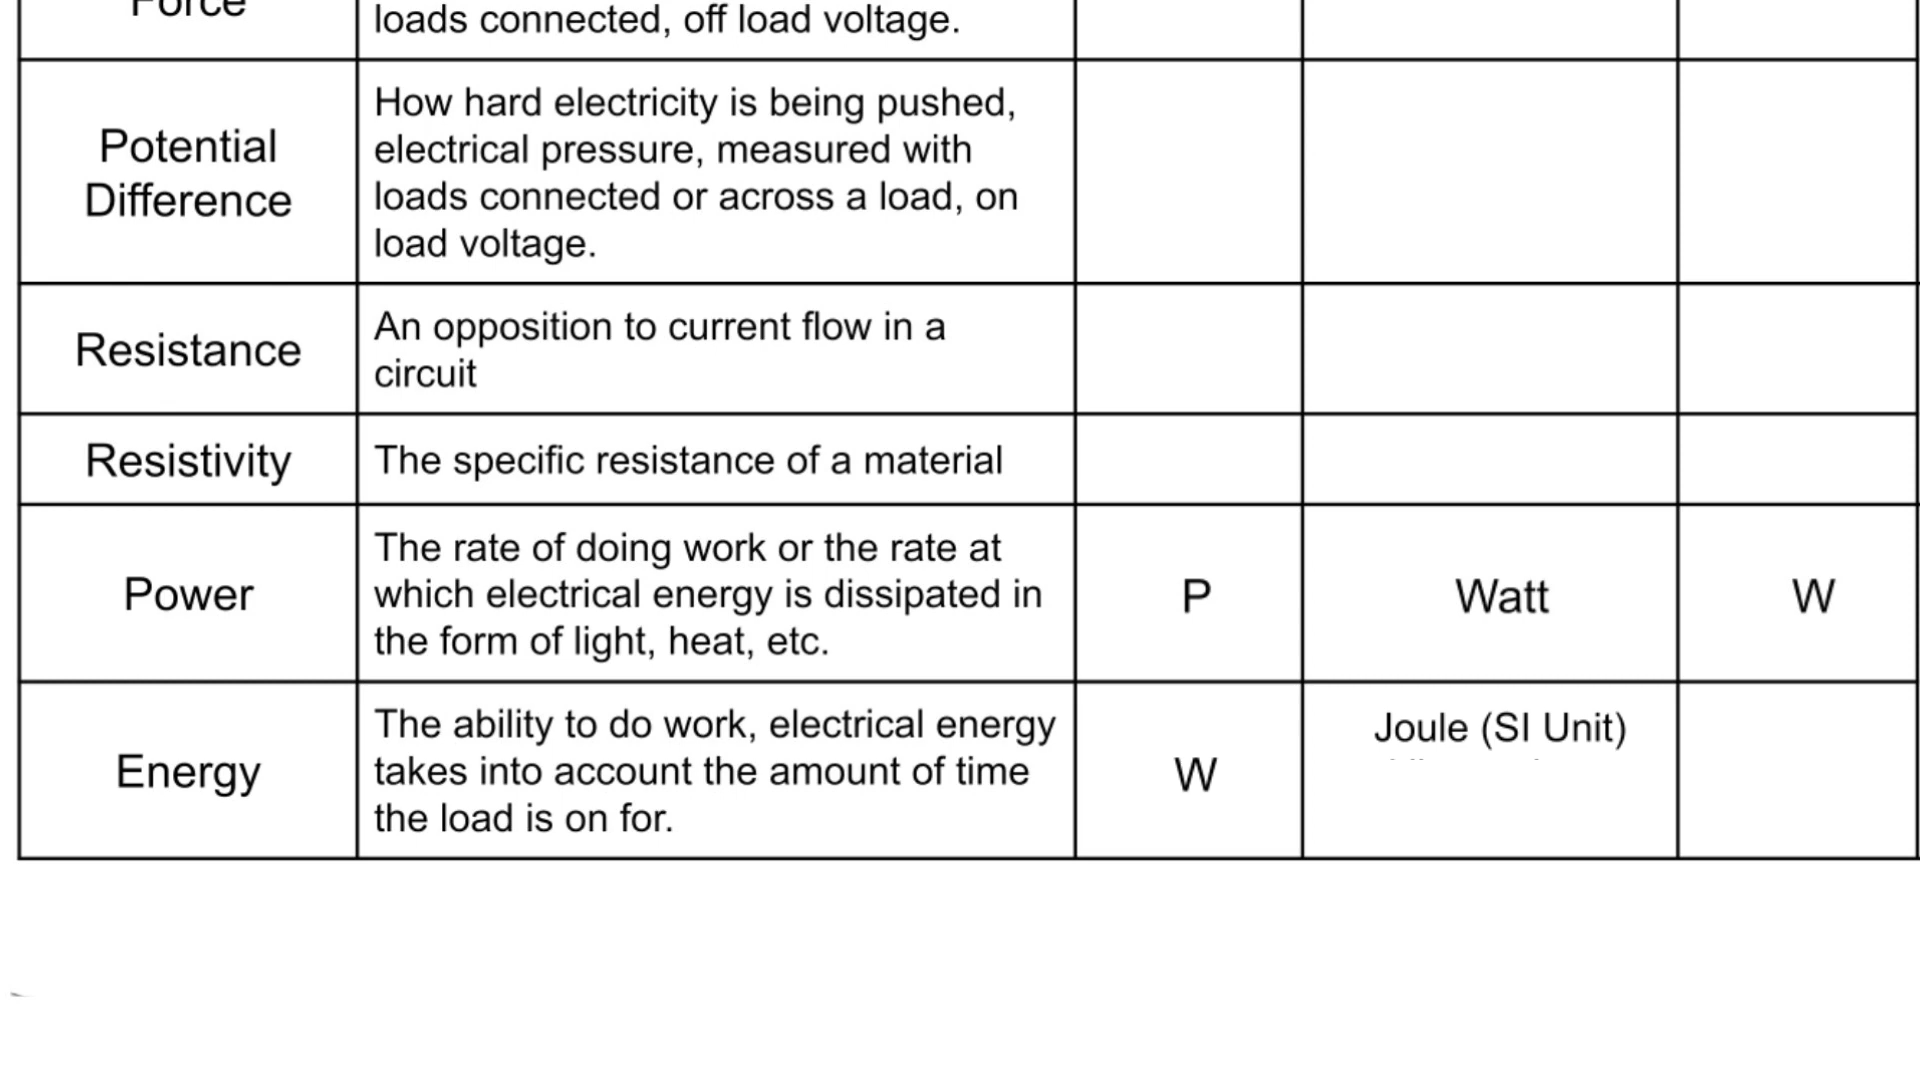 Force
loads connected, off load voltage.
Potential
Difference
How hard electricity is being pushed,
electrical pressure, measured with
loads connected or across a load, on
load voltage.
Resistance
An opposition to current flow in a
circuit
Resistivity
The specific resistance of a material
Power
The rate of doing work or the rate at
which electrical energy is dissipated in
the form of light, heat, etc.
P
Watt
W
Energy
The ability to do work, electrical energy
takes into account the amount of time
the load is on for.
W
Joule (SI Unit)